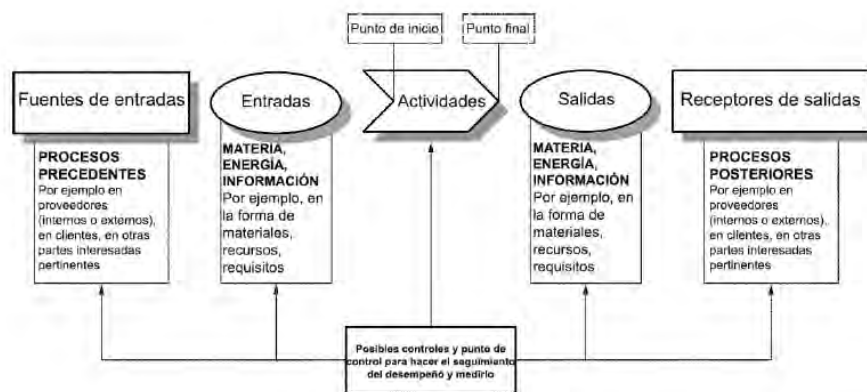 Punto de inicio
Punto final
Fuentes de entradas
Entradas
Actividades
Salidas
Receptores de salidas
PROCESOS
PRECEDENTES
Por ejemplo en
proveedores
(internos o externos),
en clientes, en otras
partes interesadas
pertinentes
MATERIA,
ENERGÍA,
INFORMACIÓN
Por ejemplo, en
la forma de
materiales,
recursos,
requisitos
MATERIA,
ENERGÍA,
INFORMACIÓN
Por ejemplo, en
la forma de
materiales,
recursos,
requisitos
PROCESOS
POSTERIORES
Por ejemplo en
proveedores
(internos o externos),
en clientes, en otras
partes interesadas
pertinentes
Posibles controles y punto de
control para hacer el seguimiento
del desempeño y medirlo